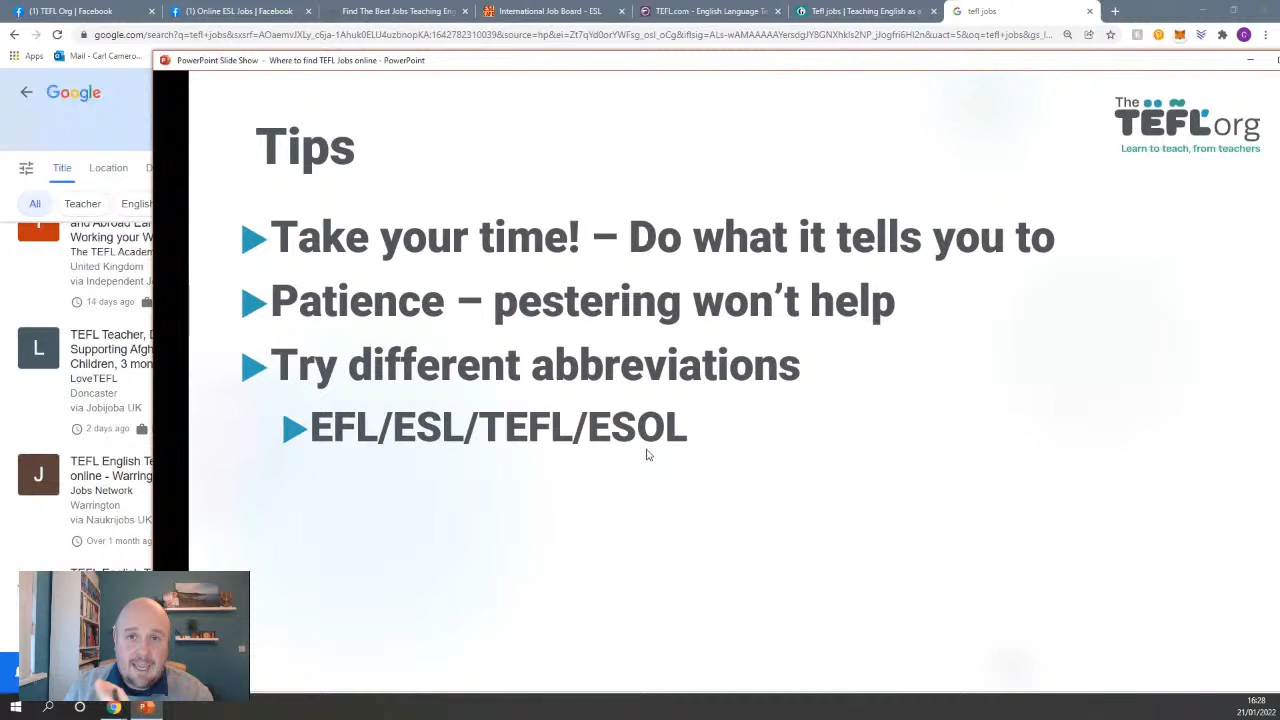 (1) TEFL Org | Facebook
(1) Online ESL Jobs | Facebook
Find The Best Jobs Teaching Eng
International Job Board - ESL
TEFL.com - English Language Te
Tefl jobs | Teaching English as a
tefl jobs
Apps
Mail - Carl Camero...
PowerPoint Slide Show - Where to find TEFL Jobs online - PowerPoint
Google
The
TEFL org
Learn to teach, from teachers
Tips
Title
Location
All
Teacher
English
Take your time! – Do what it tells you to
Patience – pestering won’t help
Try different abbreviations
EFL/ESL/TEFL/ESOL
and Abroad Ear
Working your W
The TEFL Acade
United Kingdom
via Independent J
14 days ago
L
TEFL Teacher, D
Supporting Afgh
Children, 3 mon
LoveTEFL
Doncaster
via Jobijoba UK
2 days ago
J
TEFL English Te
online - Warring
Jobs Network
Warrington
via Naukrijobs UK
Over 1 month ag
16:28
21/01/2022